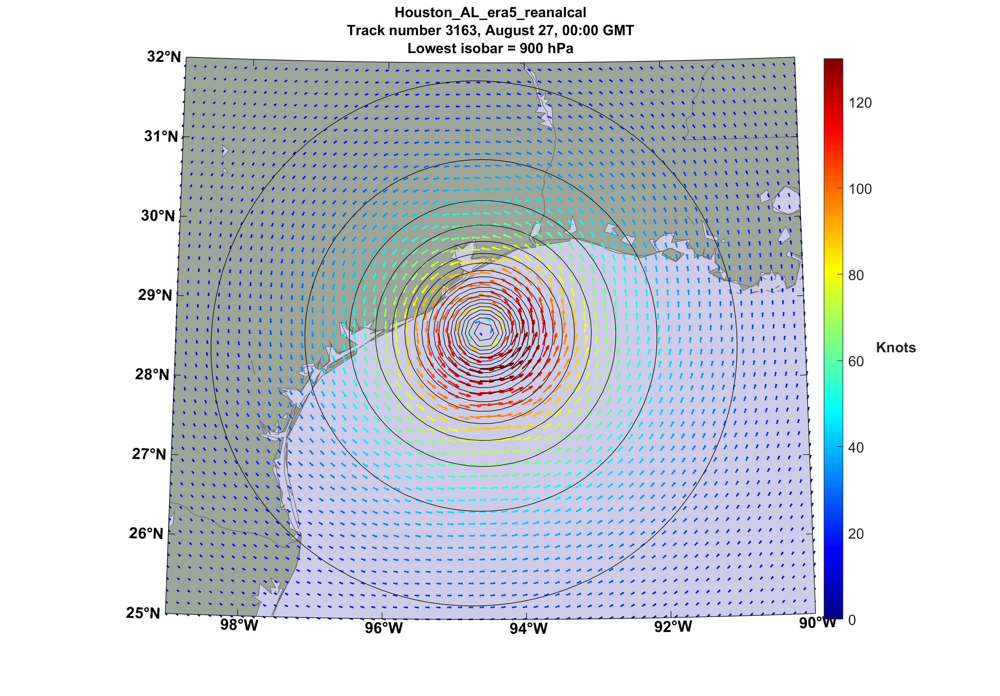 Houston_AL_era5_reanalcal
Track number 3163, August 27, 00:00 GMT
Lowest isobar = 900 hPa
32°N
31°N
30°N
29°N
28°N
27°N
26°N
25°N
98°W
96°W
94°W
92°W
90°W
120
100
80
60
40
20
0
Knots